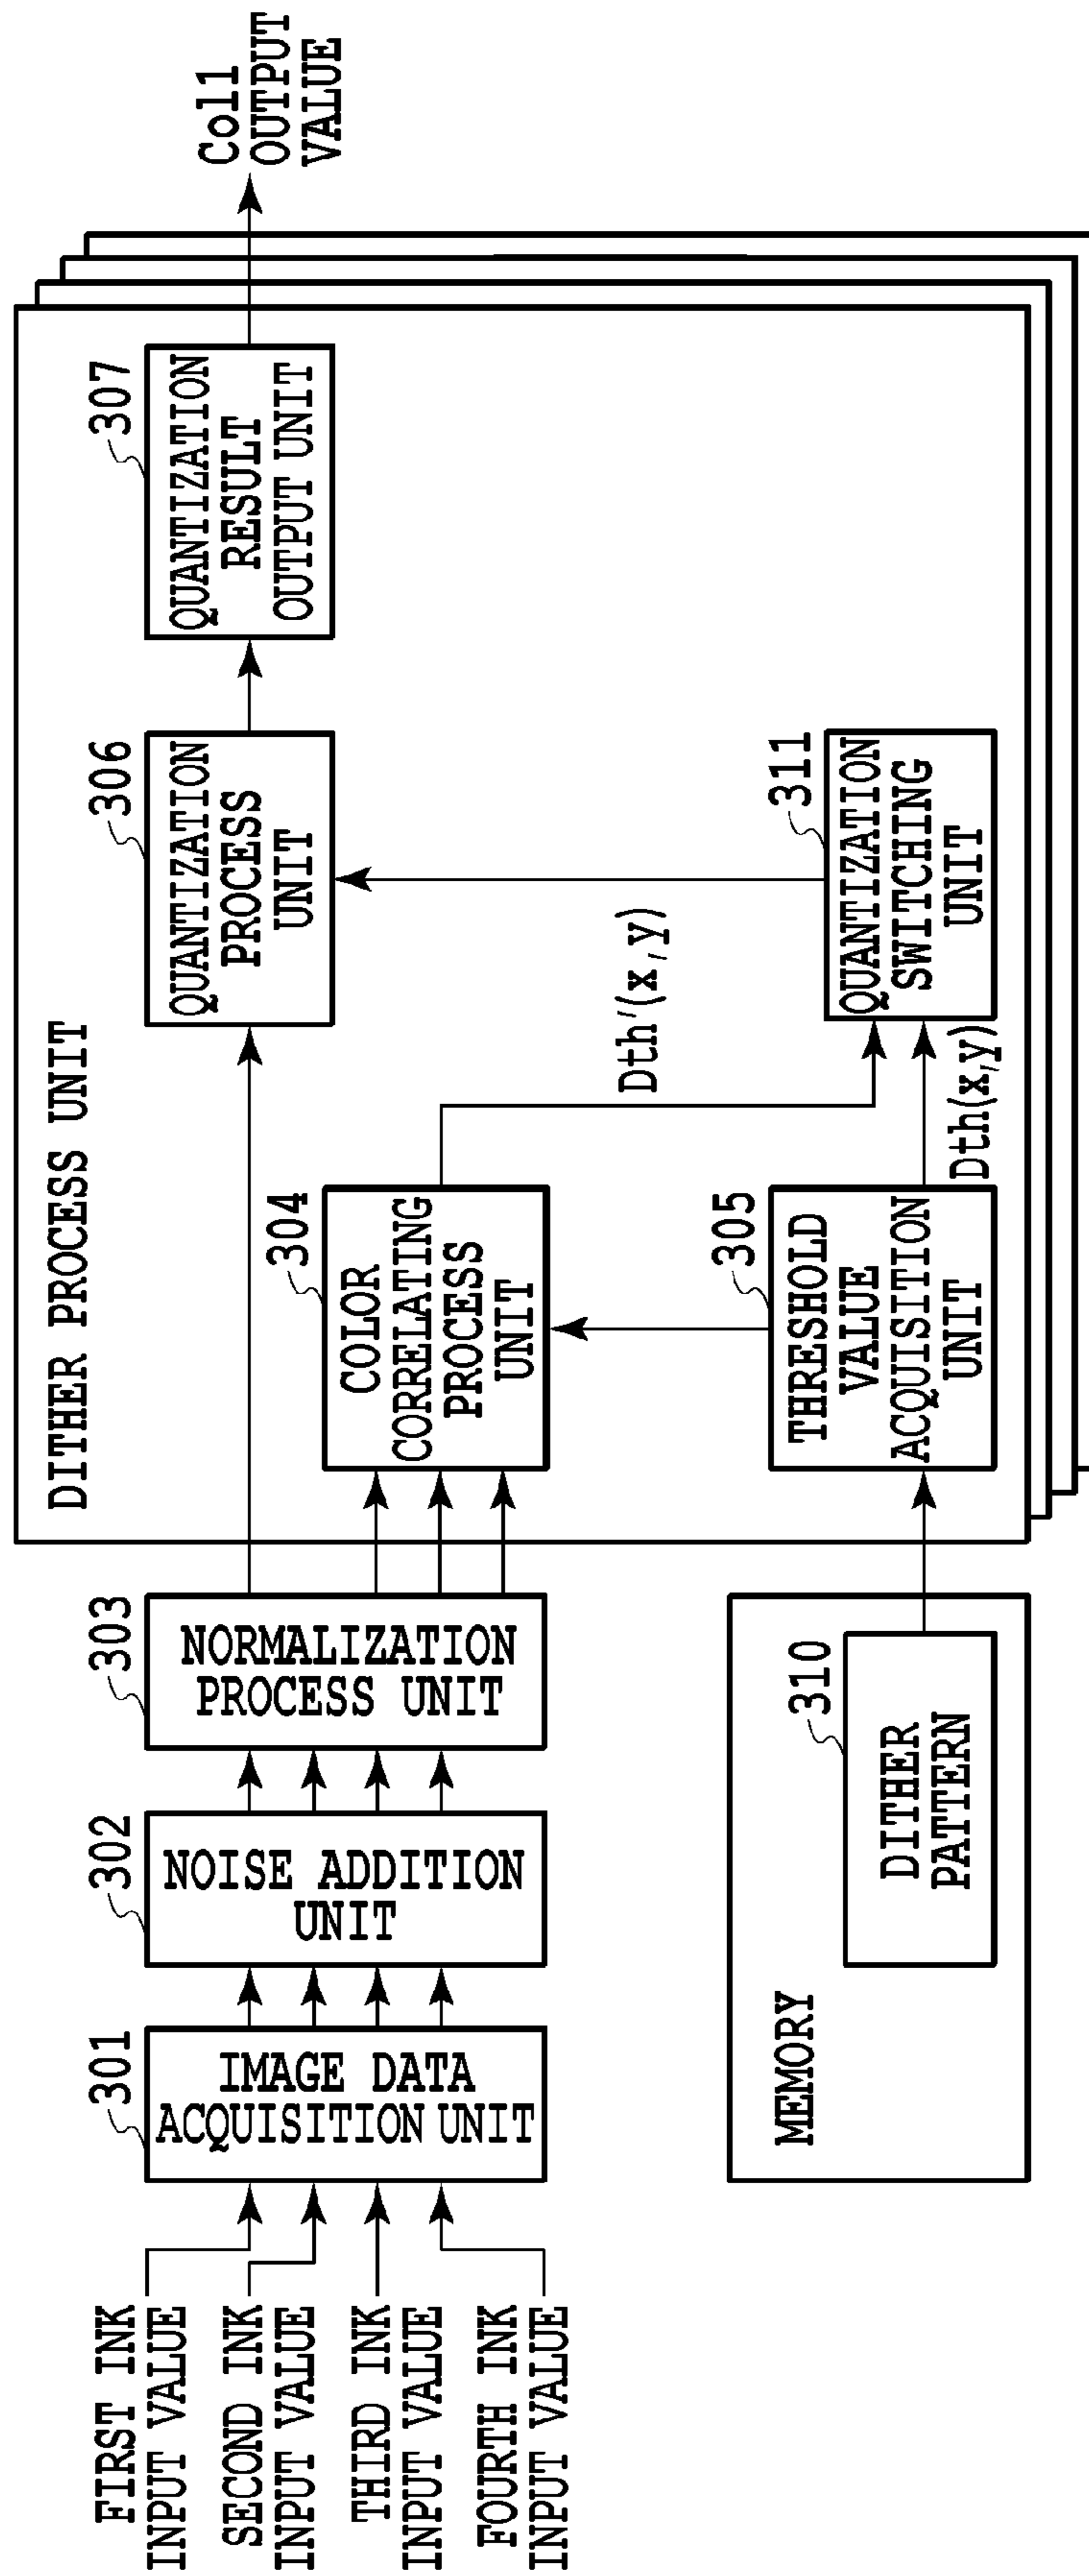 FIRST INK
INPUT VALUE
SECOND INK
INPUT VALUE
THIRD INK
INPUT VALUE
FOURTH INK
INPUT VALUE
301
IMAGE DATA
ACQUISITION UNIT
302
NOISE ADDITION
UNIT
303
NORMALIZATION
PROCESS UNIT
MEMORY
310
DITHER
PATTERN
DITHER PROCESS UNIT
304
COLOR
CORRELATING
PROCESS
UNIT
305
THRESHOLD
VALUE
ACQUISITION
UNIT
Dth'(x,y)
Dth(x,y)
306
QUANTIZATION
PROCESS
UNIT
311
QUANTIZATION
SWITCHING
UNIT
307
QUANTIZATION
RESULT
OUTPUT UNIT
Col1
OUTPUT
VALUE